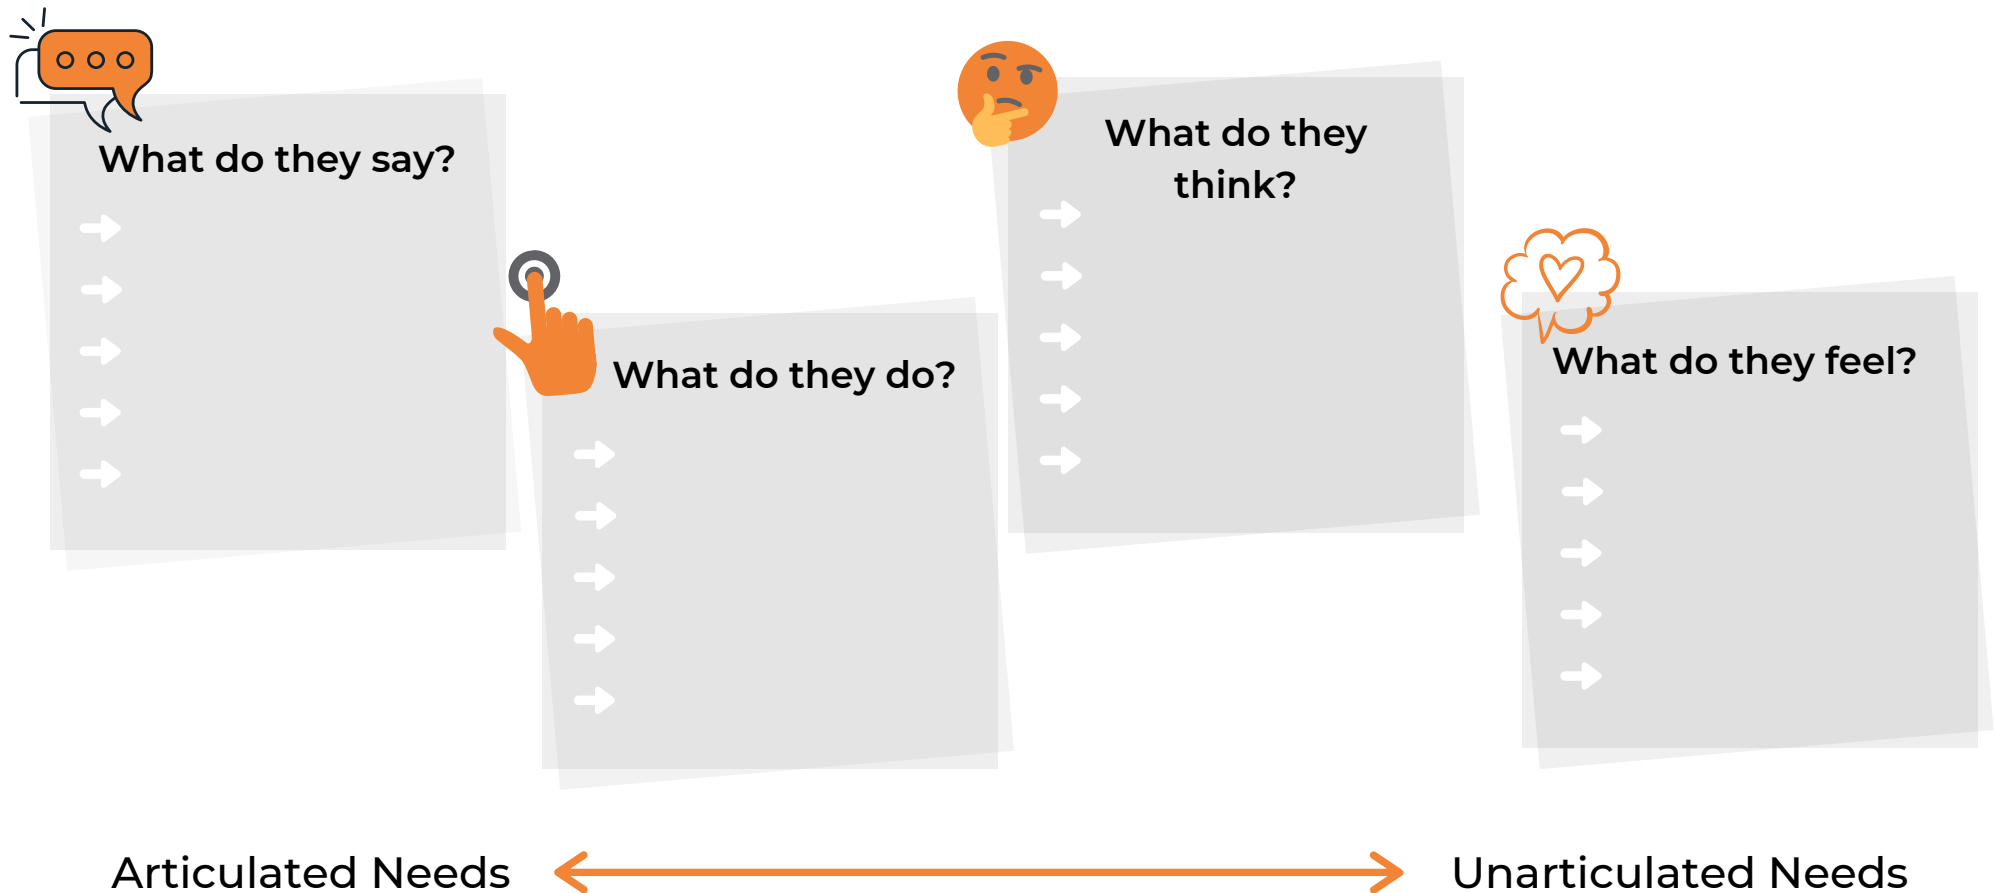 What do they say?
What do they do?
What do they
think?
What do they feel?
Articulated Needs
Unarticulated Needs